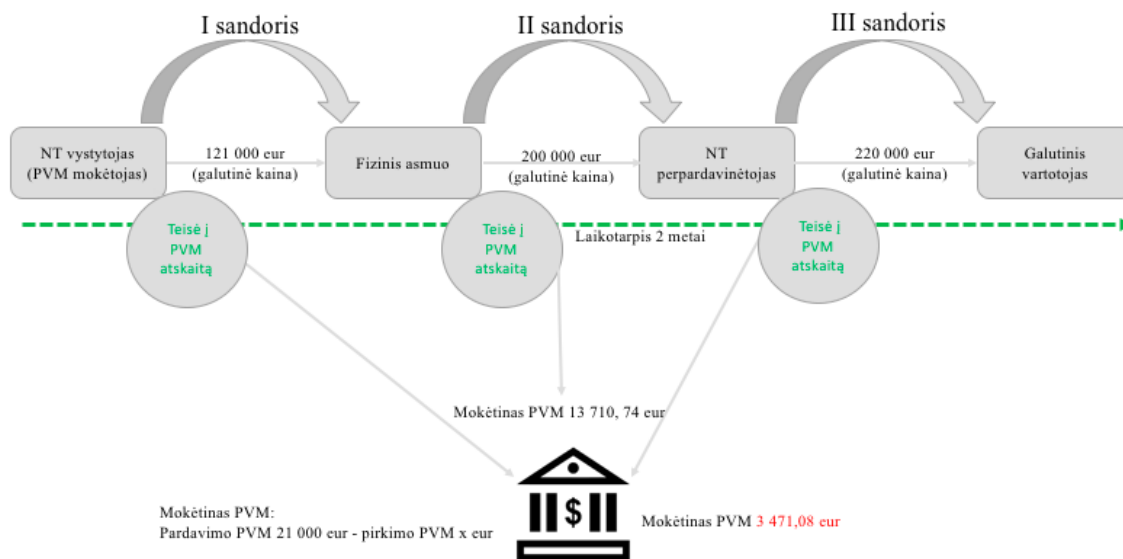 I sandoris
II sandoris
III sandoris
NT vystytojas
(PVM mokėtojas)
121 000 eur
(galutinė kaina)
Fizinis asmuo
200 000 eur
(galutinė kaina)
NT
perpardavinėtojas
220 000 eur
(galutinė kaina)
Galutinis
vartotojas
Teisė į
PVM
atskaitą
Teisė į
PVM
atskaitą
Laikotarpis 2 metai
Teisė į
PVM
atskaitą
Mokėtinas PVM 13 710, 74 eur
Mokėtinas PVM:
Pardavimo PVM 21 000 eur - pirkimo PVM x eur
$
Mokėtinas PVM 3 471,08 eur